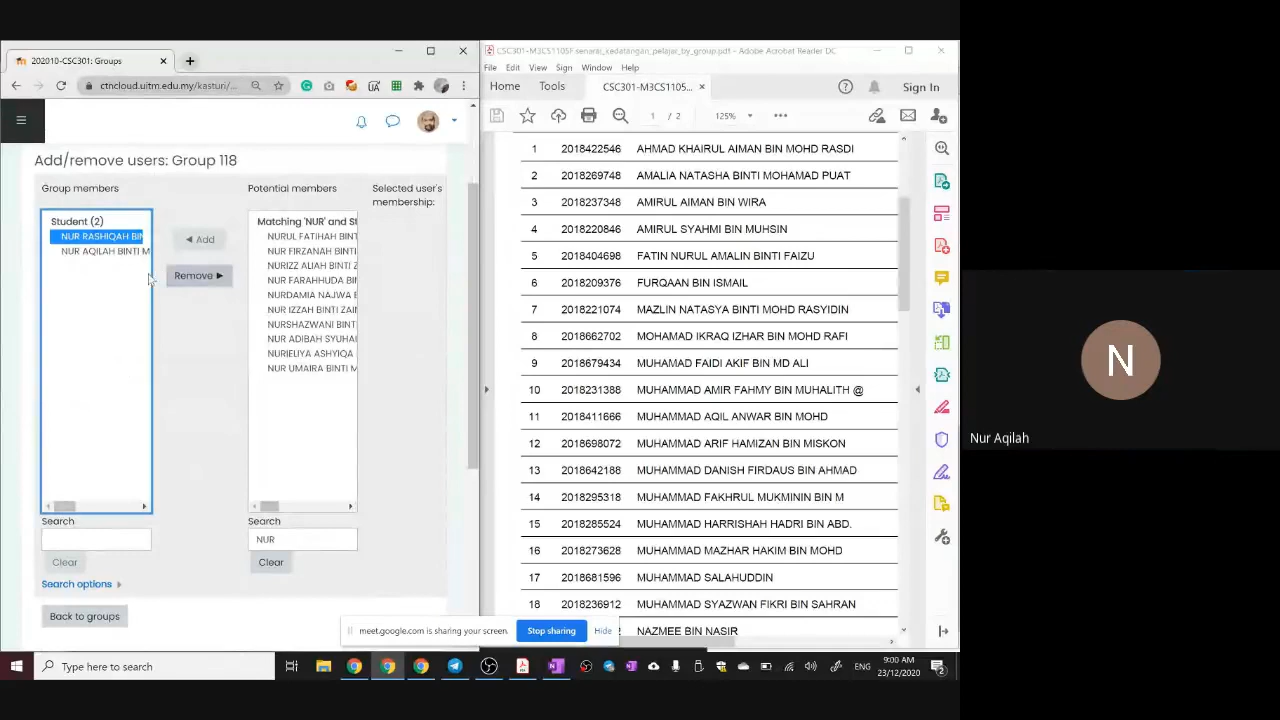 202010-CSC301: Groups
ctncloud.uitm.edu.my/kasturi/...
Add/remove users: Group 118
Group members
Student (2)
NUR RASHIQAH BIN
NUR AQILAH BINTI M
Add
Remove
Potential members
Matching 'NUR' and St
NURUL FATIHAH BINT
NUR FIRZANAH BINTI
NURIZZ ALIAH BINTI Z
NUR FARAHHUDA BIN
NURDAMIA NAJWA B
NUR IZZAH BINTI ZAIN
NURSHAZWANI BINT
NUR ADIBAH SYUHAI
NURIELIYA ASHYIQA
NUR UMAIRA BINTI M
Selected user's
membership:
Search
Clear
Search
NUR
Clear
Search options
Back to groups
CSC301-M3CS1105F senarai_kedatangan_pelajar_by_group.pdf - Adobe Acrobat Reader DC
File Edit View Sign Window Help
Home Tools CSC301-M3CS1105... Sign In
1 / 2 125%
1 2018422546 AHMAD KHAIRUL AIMAN BIN MOHD RASDI
2 2018269748 AMALIA NATASHA BINTI MOHAMAD PUAT
3 2018237348 AMIRUL AIMAN BIN WIRA
4 2018220846 AMIRUL SYAHMI BIN MUHSIN
5 2018404698 FATIN NURUL AMALIN BINTI FAIZU
6 2018209376 FURQAAN BIN ISMAIL
7 2018221074 MAZLIN NATASYA BINTI MOHD RASYIDIN
8 2018662702 MOHAMAD IKRAQ IZHAR BIN MOHD RAFI
9 2018679434 MUHAMAD FAIDI AKIF BIN MD ALI
10 2018231388 MUHAMMAD AMIR FAHMY BIN MUHALITH @
11 2018411666 MUHAMMAD AQIL ANWAR BIN MOHD
12 2018698072 MUHAMMAD ARIF HAMIZAN BIN MISKON
13 2018642188 MUHAMMAD DANISH FIRDAUS BIN AHMAD
14 2018295318 MUHAMMAD FAKHRUL MUKMININ BIN M
15 2018285524 MUHAMMAD HARRISHAH HADRI BIN ABD.
16 2018273628 MUHAMMAD MAZHAR HAKIM BIN MOHD
17 2018681596 MUHAMMAD SALAHUDDIN
18 2018236912 MUHAMMAD SYAZWAN FIKRI BIN SAHRAN
NAZMEE BIN NASIR
meet.google.com is sharing your screen. Stop sharing Hide
Type here to search
ENG
9:00 AM
23/12/2020
2
N
Nur Aqilah